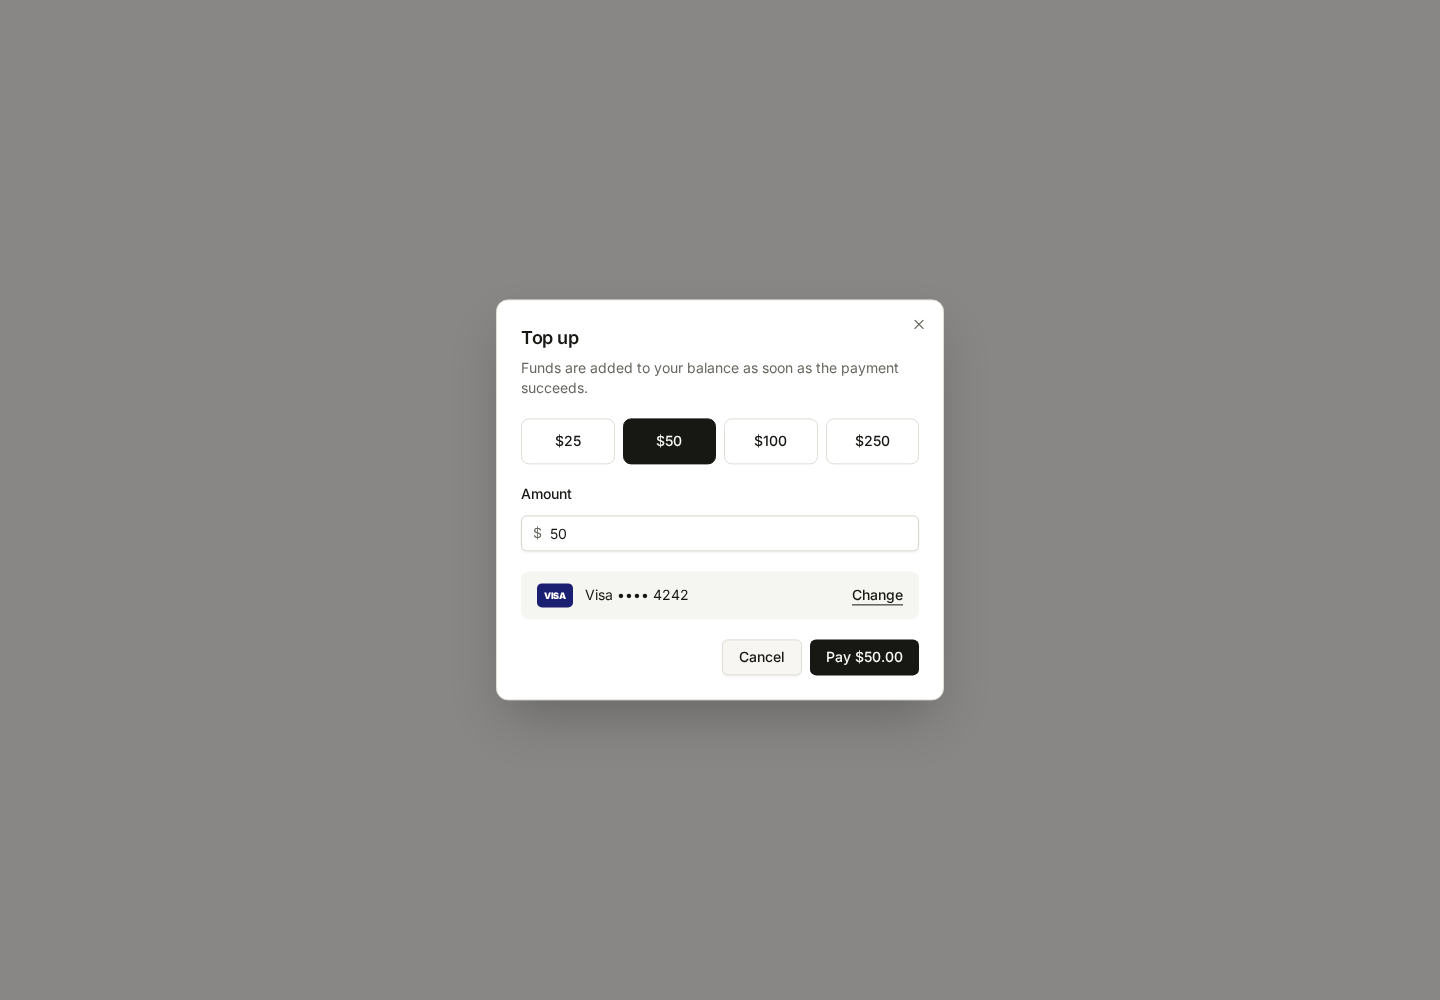 Top up
Funds are added to your balance as soon as the payment
succeeds.
$25 $50 $100 $250
Amount
$ 50
VISA Visa •••• 4242 Change
Cancel Pay $50.00